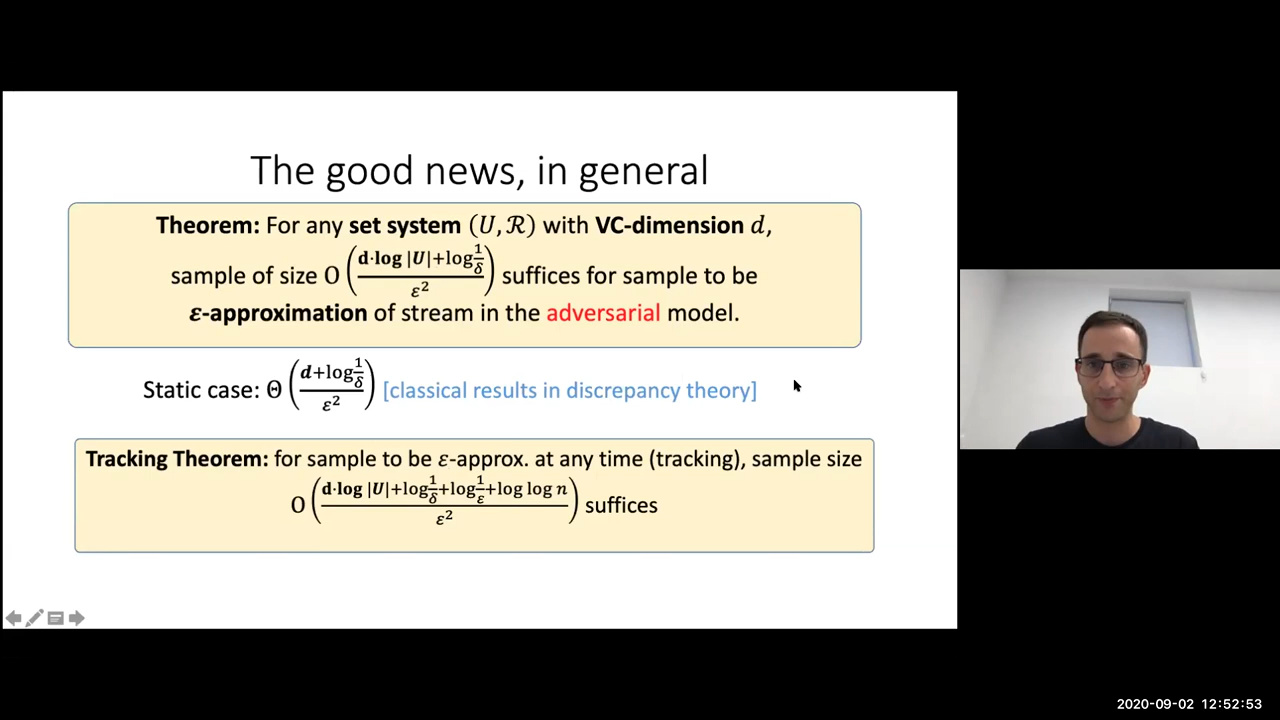 The good news, in general
Theorem: For any set system (U, ℛ) with VC-dimension d,
sample of size O((d·log |U|+log 1/δ)/ε²) suffices for sample to be
ε-approximation of stream in the adversarial model.
Static case: Θ((d+log 1/δ)/ε²) [classical results in discrepancy theory]
Tracking Theorem: for sample to be ε-approx. at any time (tracking), sample size
O((d·log |U|+log 1/δ+log 1/ε+log log n)/ε²) suffices
2020-09-02 12:52:53